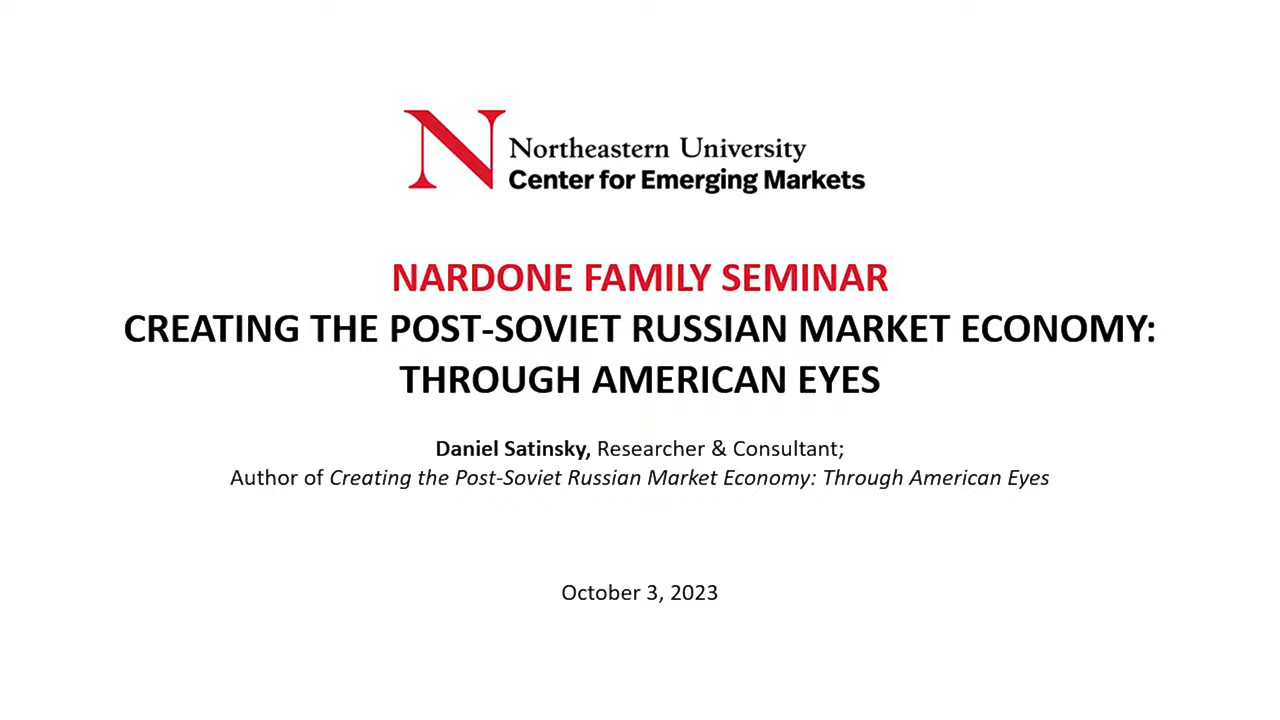 Northeastern University
Center for Emerging Markets
NARDONE FAMILY SEMINAR
CREATING THE POST-SOVIET RUSSIAN MARKET ECONOMY:
THROUGH AMERICAN EYES
Daniel Satinsky, Researcher & Consultant;
Author of Creating the Post-Soviet Russian Market Economy: Through American Eyes
October 3, 2023